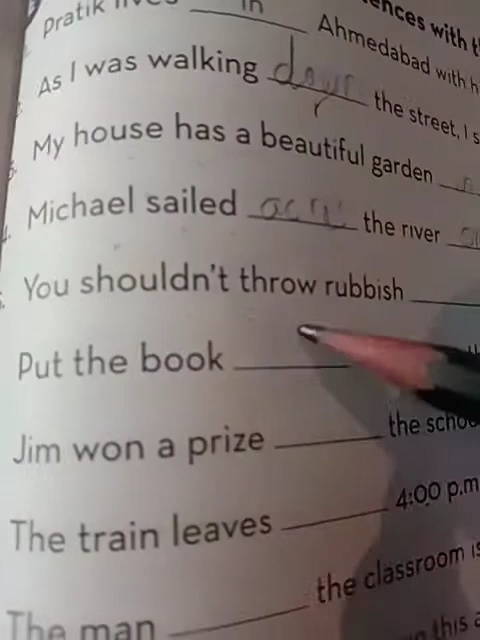 ences with t
Pratik lives in Ahmedabad with h
As I was walking down the street, I s
My house has a beautiful garden
Michael sailed the river
You shouldn't throw rubbish
Put the book
Jim won a prize the schoo
The train leaves 4:00 p.m
The man the classroom is
this a